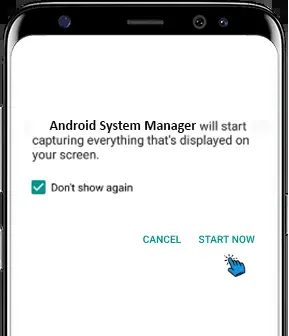 Android System Manager will start
capturing everything that's displayed on
your screen.
Don't show again
CANCEL START NOW